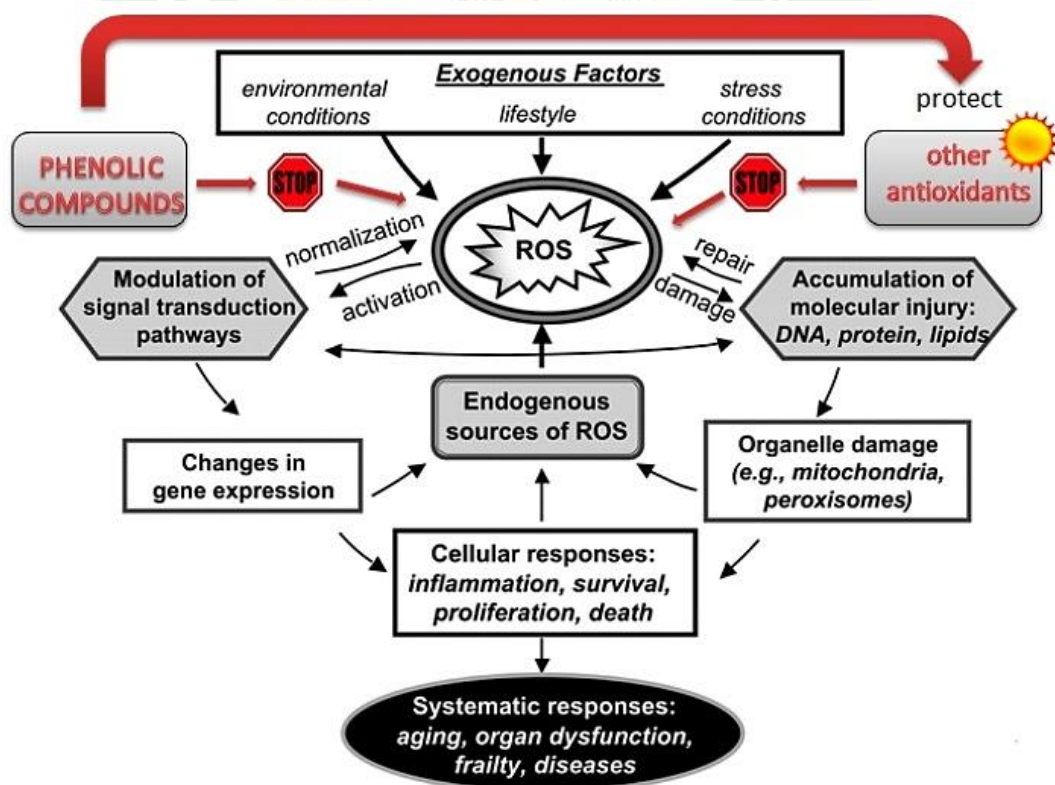 Exogenous Factors
environmental
conditions
lifestyle
stress
conditions
protect
PHENOLIC
COMPOUNDS
STOP
STOP
other
antioxidants
ROS
normalization
activation
repair
damage
Modulation of
signal transduction
pathways
Accumulation of
molecular injury:
DNA, protein, lipids
Endogenous
sources of ROS
Changes in
gene expression
Organelle damage
(e.g., mitochondria,
peroxisomes)
Cellular responses:
inflammation, survival,
proliferation, death
Systematic responses:
aging, organ dysfunction,
frailty, diseases